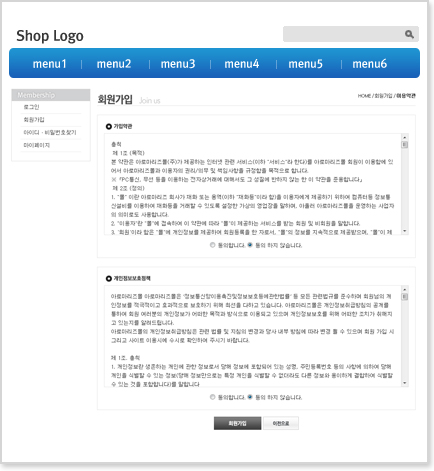 Shop Logo
menu1 menu2 menu3 menu4 menu5 menu6
Membership
로그인
회원가입
아이디 · 비밀번호찾기
마이페이지
회원가입 Join us
HOME / 회원가입 / 이용약관
가입약관
총칙
제 1조 (목적)
본 약관은 아로마리즈몰(주)가 제공하는 인터넷 관련 서비스(이하 "서비스"라 한다)를 아로마리즈몰 회원이 이용함에 있
어서 아로마리즈몰과 이용자의 권리/의무 및 책임사항을 규정함을 목적으로 합니다.
※ 「PC통신, 무선 등을 이용하는 전자상거래에 대해서도 그 성질에 반하지 않는 한 이 약관을 준용합니다」
제 2조 (정의)
1. "몰" 이란 아로마리즈 회사가 재화 또는 용역(이하 "재화등"이라 함)을 이용자에게 제공하기 위하여 컴퓨터등 정보통
신설비를 이용하여 재화등을 거래할 수 있도록 설정한 가상의 영업장을 말하며, 아울러 아로마리즈몰을 운영하는 사업자
의 의미로도 사용합니다.
2. "이용자"란 "몰"에 접속하여 이 약관에 따라 "몰"이 제공하는 서비스를 받는 회원 및 비회원을 말합니다.
3. '회원'이라 함은 "몰"에 개인정보를 제공하여 회원등록을 한 자로서, "몰"의 정보를 지속적으로 제공받으며, "몰"이 제
동의합니다. 동의 하지 않습니다.
개인정보보호정책
아로마리즈몰 아로마리즈몰은 "정보통신망이용촉진및정보보호등에관한법률" 등 모든 관련법규를 준수하며 회원님의 개
인정보를 적극적이고 효과적으로 보호하기 위해 최선을 다하고 있습니다. 아로마리즈몰은 개인정보취급방침의 공개를
통하여 회원 여러분의 개인정보가 어떠한 목적과 방식으로 이용되고 있으며 개인정보보호를 위해 어떠한 조치가 취해지
고 있는지를 알려드립니다.
아로마리즈몰의 개인정보취급방침은 관련 법률 및 지침의 변경과 당사 내부 방침에 따라 변경 될 수 있으며 회원 가입 시
그리고 사이트 이용시에 수시로 확인하여 주시기 바랍니다.
제 1조. 총칙
1. 개인정보란 생존하는 개인에 관한 정보로서 당해 정보에 포함되어 있는 성명, 주민등록번호 등의 사항에 의하여 당해
개인을 식별할 수 있는 정보(당해 정보만으로는 특정 개인을 식별할 수 없더라도 다른 정보와 용이하게 결합하여 식별할
수 있는 것을 포함합니다)를 말합니다
동의합니다. 동의 하지 않습니다.
회원가입 이전으로